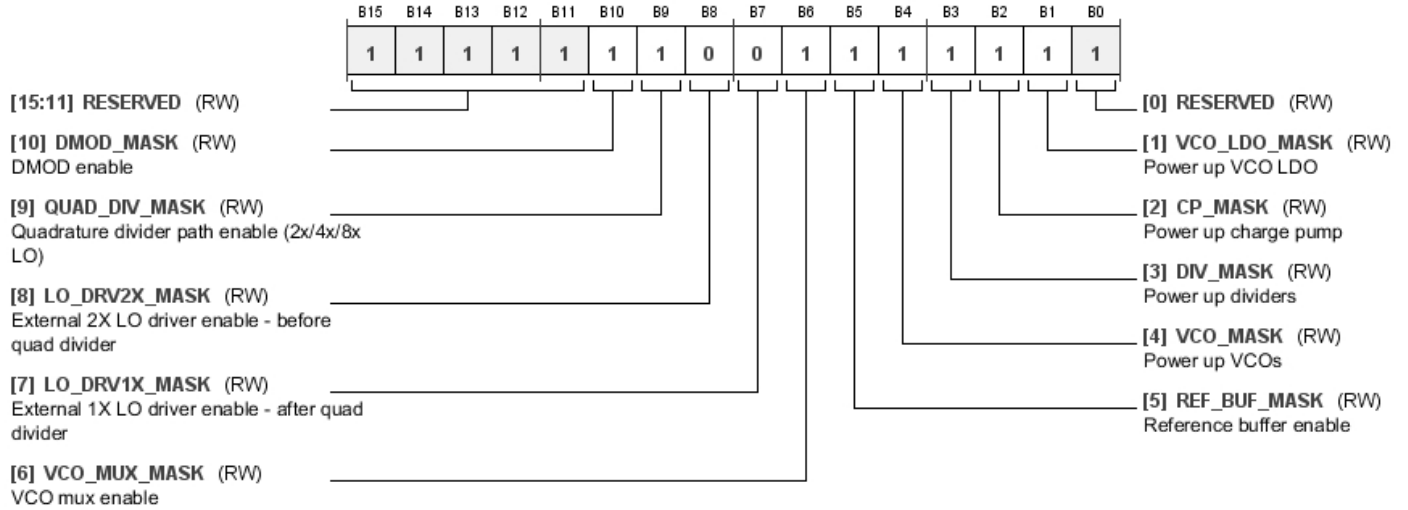 B15 B14 B13 B12 B11 B10 B9 B8 B7 B6 B5 B4 B3 B2 B1 B0
1 1 1 1 1 1 1 0 0 1 1 1 1 1 1 1
[15:11] RESERVED (RW)
[10] DMOD_MASK (RW)
DMOD enable
[9] QUAD_DIV_MASK (RW)
Quadrature divider path enable (2x/4x/8x
LO)
[8] LO_DRV2X_MASK (RW)
External 2X LO driver enable - before
quad divider
[7] LO_DRV1X_MASK (RW)
External 1X LO driver enable - after quad
divider
[6] VCO_MUX_MASK (RW)
VCO mux enable
[0] RESERVED (RW)
[1] VCO_LDO_MASK (RW)
Power up VCO LDO
[2] CP_MASK (RW)
Power up charge pump
[3] DIV_MASK (RW)
Power up dividers
[4] VCO_MASK (RW)
Power up VCOs
[5] REF_BUF_MASK (RW)
Reference buffer enable